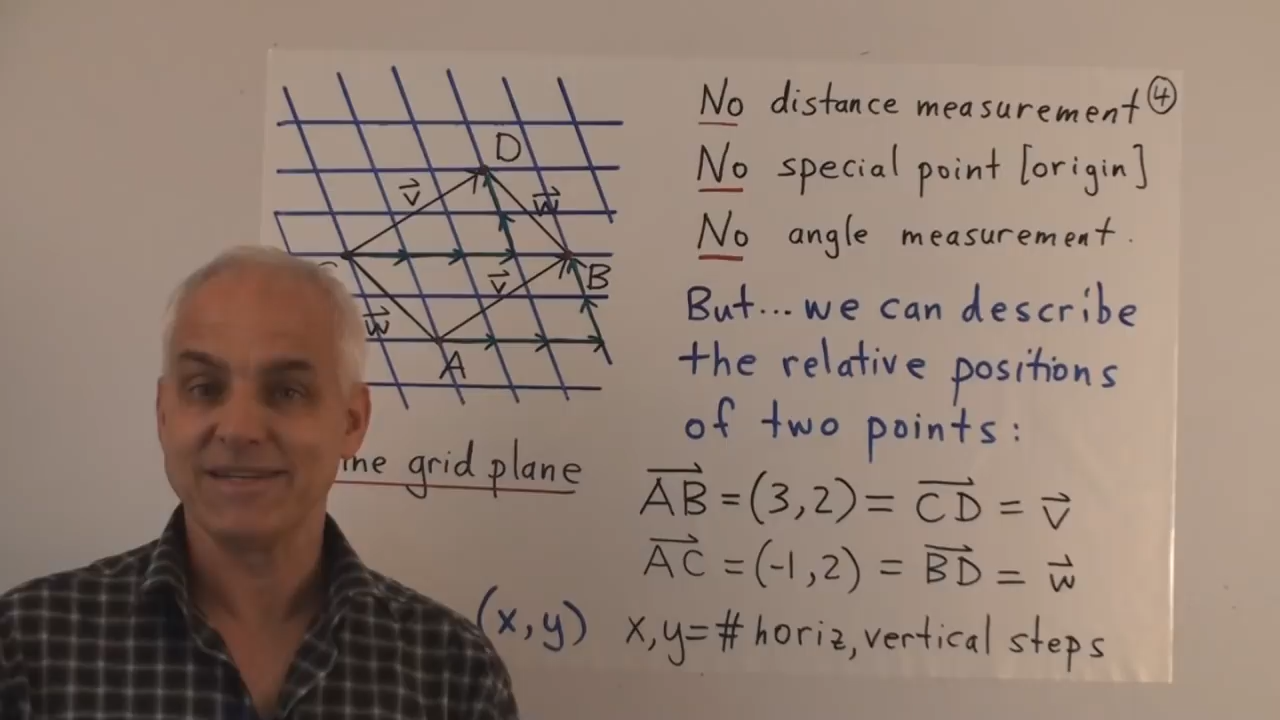 No distance measurement ④
No special point [origin]
No angle measurement.
But... we can describe
the relative positions
of two points:
AB = (3,2) = CD = v
AC = (-1,2) = BD = w
(x,y) x,y = # horiz, vertical steps
D
v
w
v
B
w
A
grid plane